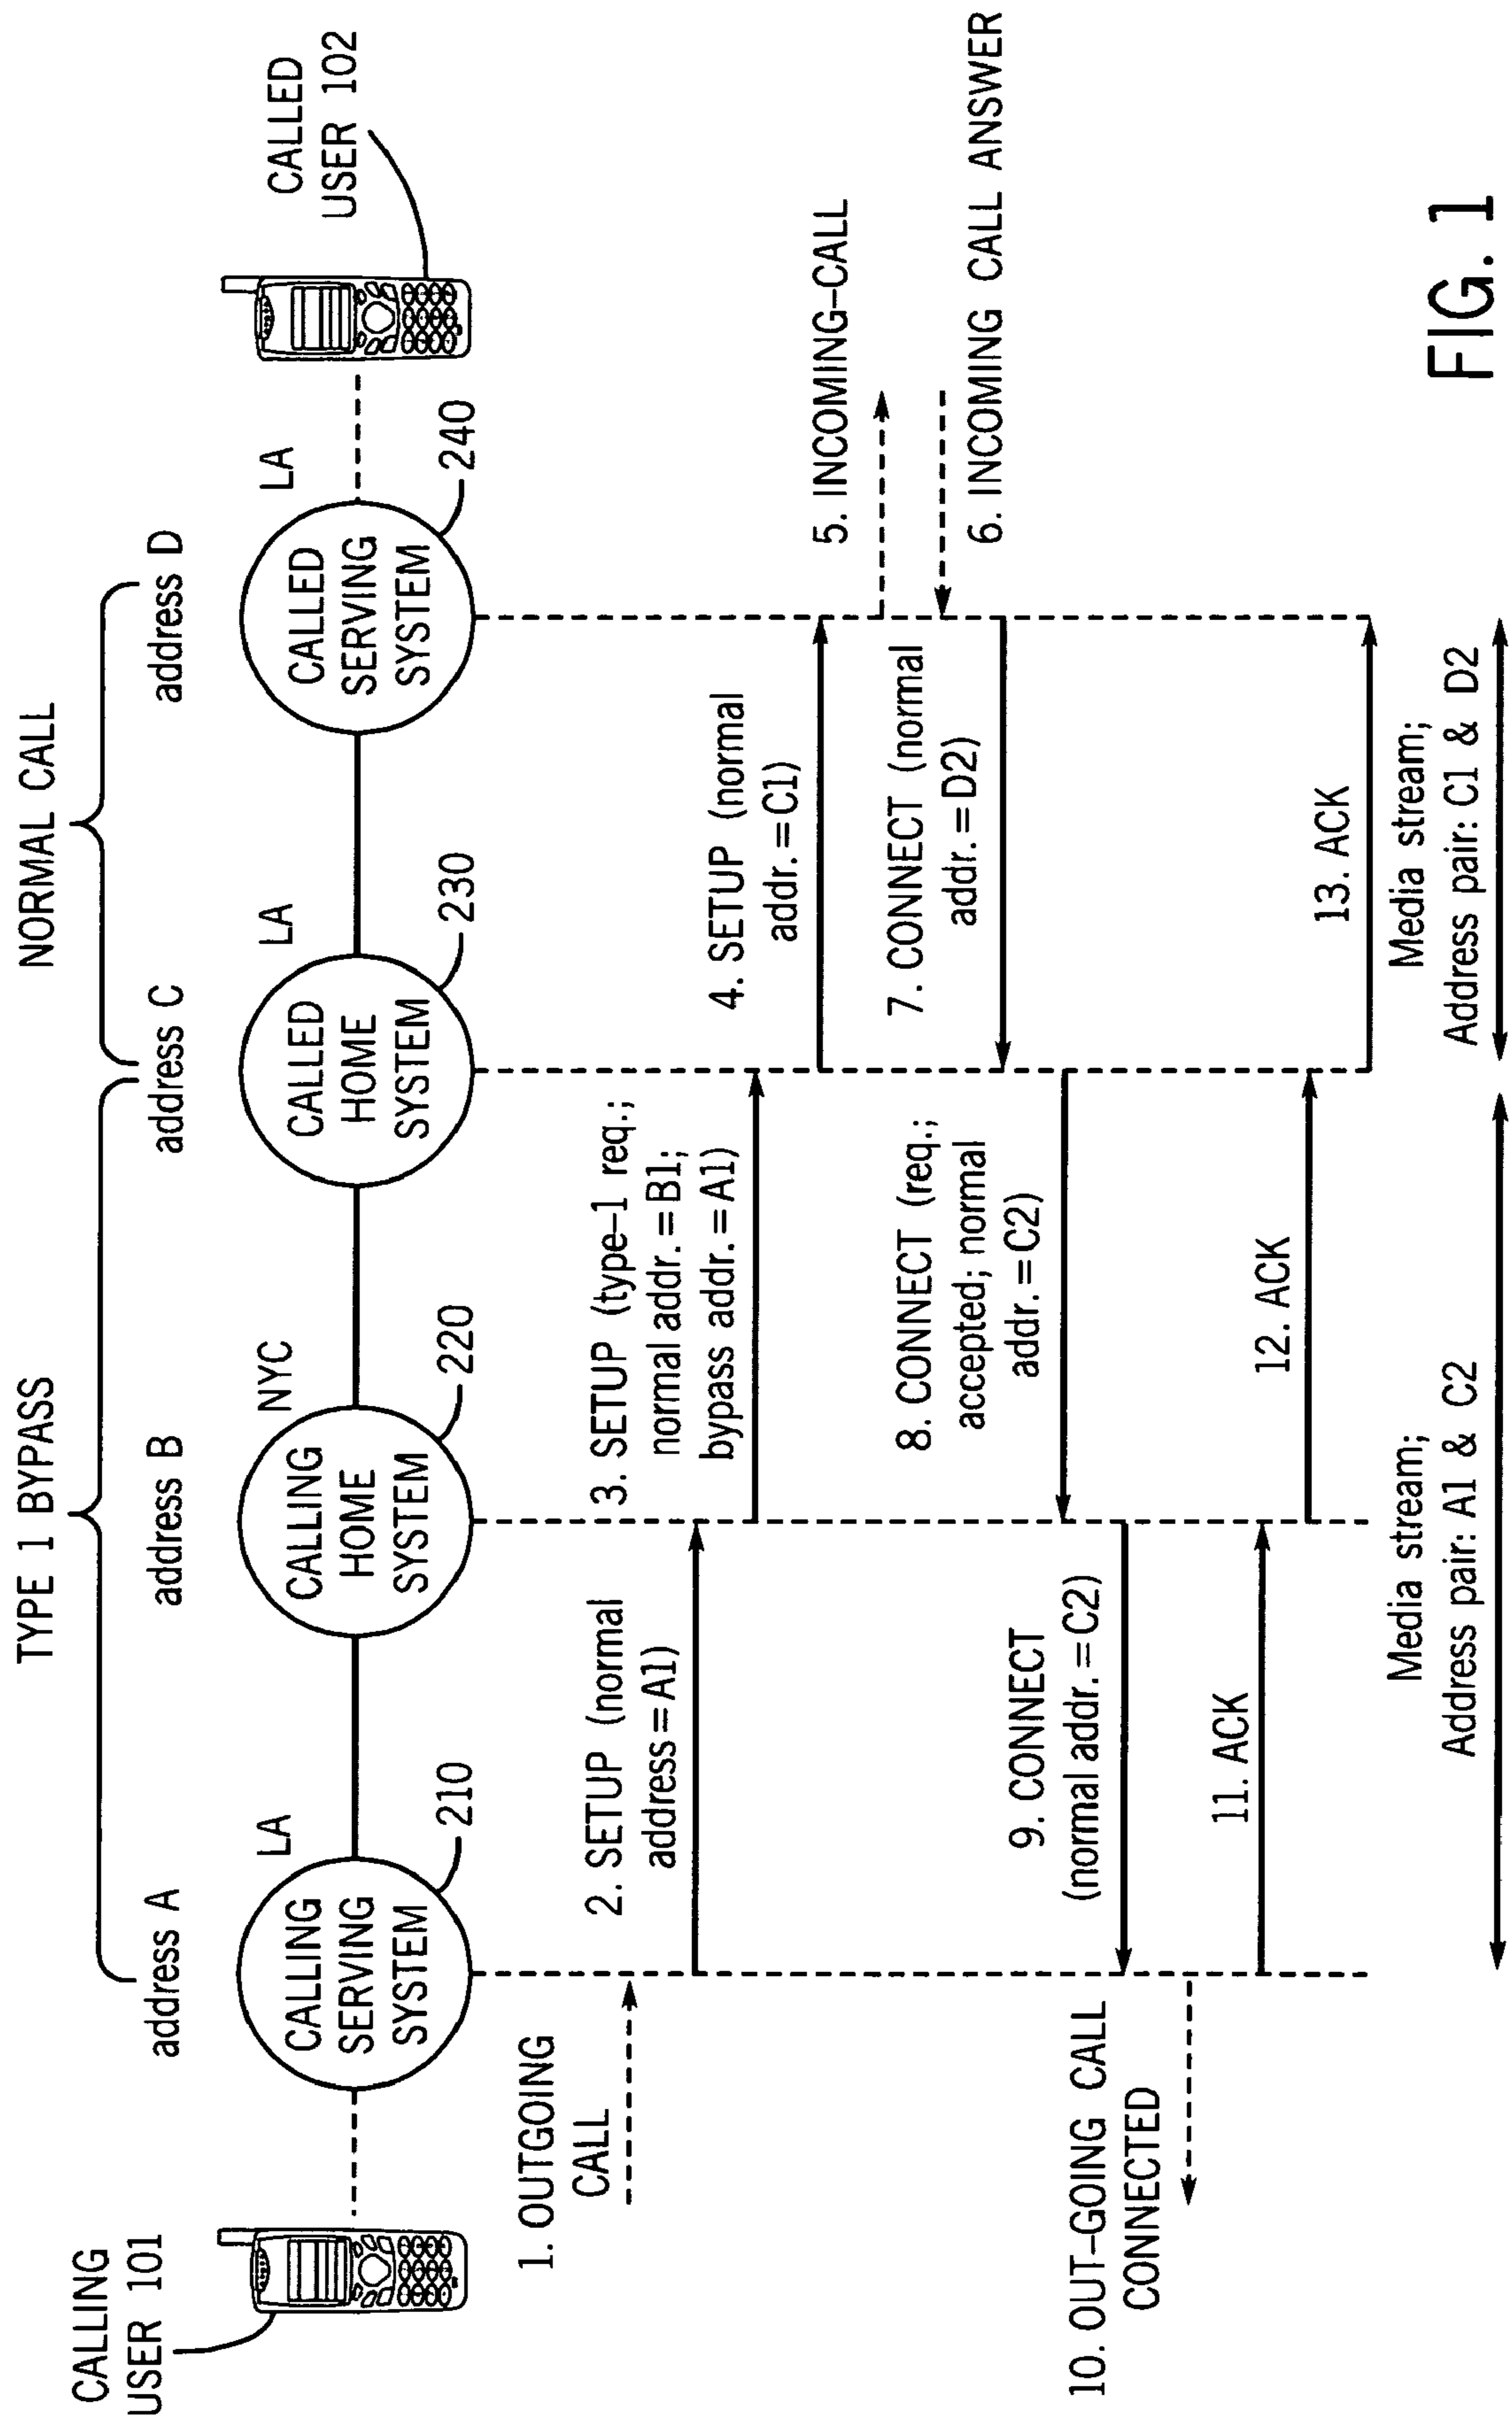 TYPE 1 BYPASS
NORMAL CALL
CALLING
USER 101
address A
address B
address C
address D
CALLED
USER 102
LA
NYC
LA
LA
CALLING
SERVING
SYSTEM
210
CALLING
HOME
SYSTEM
220
CALLED
HOME
SYSTEM
230
CALLED
SERVING
SYSTEM
240
1. OUTGOING
CALL
2. SETUP (normal
address=A1)
3. SETUP (type-1 req.;
normal addr.=B1;
bypass addr.=A1)
4. SETUP (normal
addr.=C1)
5. INCOMING-CALL
6. INCOMING CALL ANSWER
7. CONNECT (normal
addr.=D2)
8. CONNECT (req.;
accepted; normal
addr.=C2)
9. CONNECT
(normal addr.=C2)
10. OUT-GOING CALL
CONNECTED
11. ACK
12. ACK
13. ACK
Media stream;
Address pair: A1 & C2
Media stream;
Address pair: C1 & D2
FIG. 1